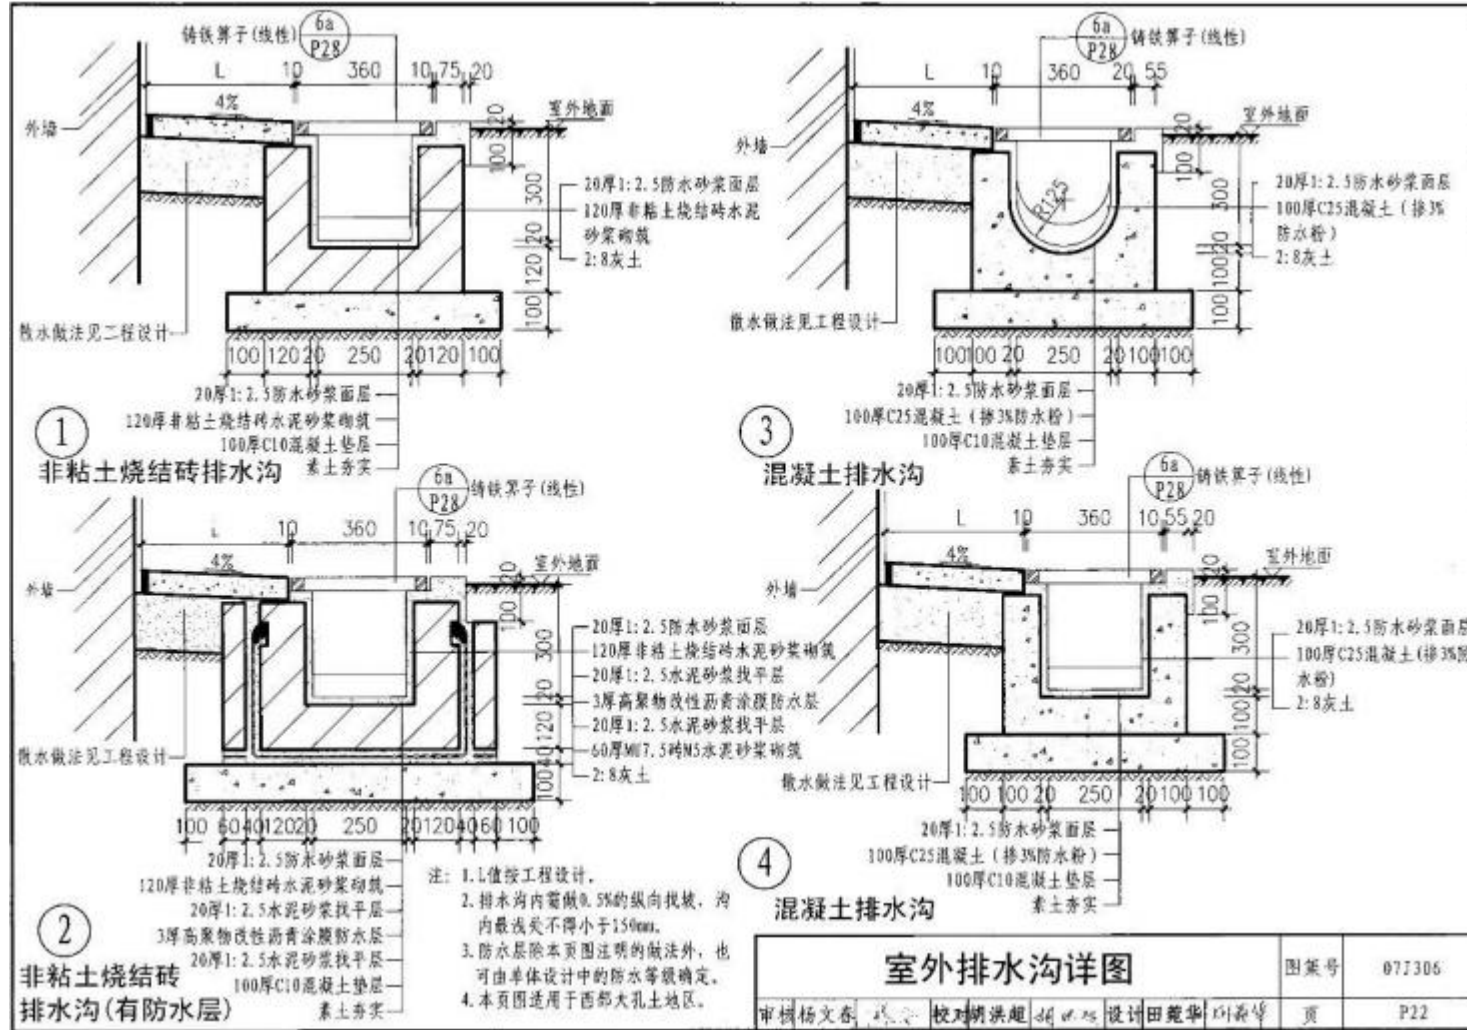 铸铁箅子(线性)
6a
P28
L 10 360 10 75 20
4%
外墙
室外地面
20
100
300
20
120
100
20厚1:2.5防水砂浆面层
120厚非粘土烧结砖水泥
砂浆砌筑
2:8灰土
散水做法见二程设计
100 120 20 250 20 120 100
20厚1:2.5防水砂浆面层
120厚非粘土烧结砖水泥砂浆砌筑
100厚C10混凝土垫层
素土夯实
1
非粘土烧结砖排水沟
6a
P28
铸铁箅子(线性)
L 10 360 20 55
4%
外墙
室外地面
20
100
300
20
100
100
R125
20厚1:2.5防水砂浆面层
100厚C25混凝土(掺3%
防水粉)
2:8灰土
散水做法见工程设计
100 100 20 250 20 100 100
20厚1:2.5防水砂浆面层
100厚C25混凝土(掺3%防水粉)
100厚C10混凝土垫层
素土夯实
3
混凝土排水沟
6a
P28
铸铁箅子(线性)
L 10 360 10 75 20
4%
外墙
室外地面
20
100
300
20
120
40
100
20厚1:2.5防水砂浆面层
120厚非粘土烧结砖水泥砂浆砌筑
20厚1:2.5水泥砂浆找平层
3厚高聚物改性沥青涂膜防水层
20厚1:2.5水泥砂浆找平层
60厚MU7.5砖M5水泥砂浆砌筑
2:8灰土
散水做法见工程设计
100 60 40 120 20 250 20 120 40 60 100
20厚1:2.5防水砂浆面层
120厚非粘土烧结砖水泥砂浆砌筑
20厚1:2.5水泥砂浆找平层
3厚高聚物改性沥青涂膜防水层
20厚1:2.5水泥砂浆找平层
100厚C10混凝土垫层
素土夯实
2
非粘土烧结砖
排水沟(有防水层)
注: 1.L值按工程设计.
2.排水沟内需做0.5%的纵向找坡, 沟
内最浅处不得小于150mm.
3.防水层除本页图注明的做法外, 也
可由单体设计中的防水等级确定.
4.本页图适用于西部大孔土地区.
6a
P28
铸铁箅子(线性)
L 10 360 10 55 20
4%
外墙
室外地面
20
100
300
20
100
100
20厚1:2.5防水砂浆面层
100厚C25混凝土(掺3%防
水粉)
2:8灰土
散水做法见工程设计
100 100 20 250 20 100 100
20厚1:2.5防水砂浆面层
100厚C25混凝土(掺3%防水粉)
100厚C10混凝土垫层
素土夯实
4
混凝土排水沟
室外排水沟详图 图集号 07J306
审核 杨文春 校对 胡洪超 设计 田苑华 页 P22